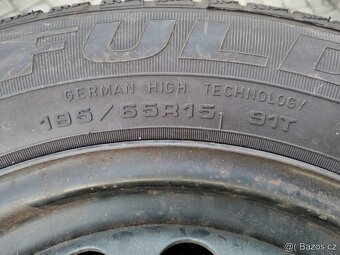 FULD
GERMAN HIGH TECHNOLOGY
195/65R15 91T
Bazos.cz